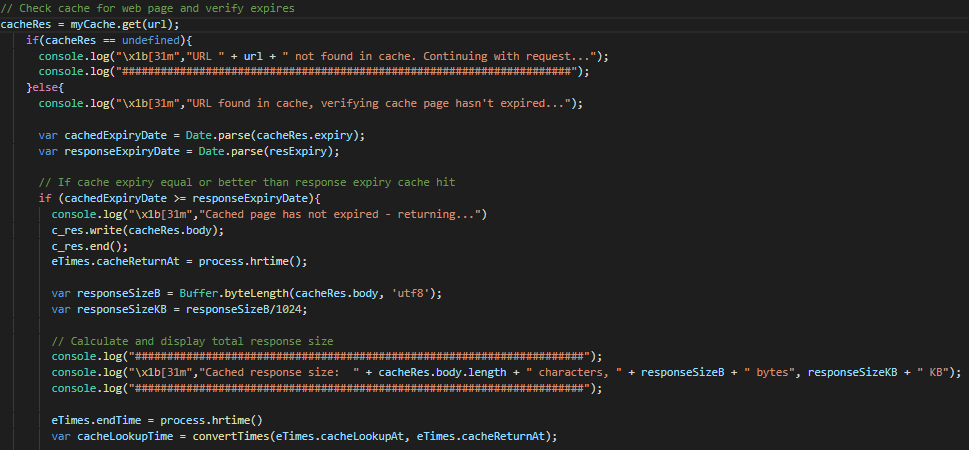 // Check cache for web page and verify expires
cacheRes = myCache.get(url);
if(cacheRes == undefined){
console.log("\x1b[31m","URL " + url + " not found in cache. Continuing with request...");
console.log("######################################################################");
}else{
console.log("\x1b[31m","URL found in cache, verifying cache page hasn't expired...");
var cachedExpiryDate = Date.parse(cacheRes.expiry);
var responseExpiryDate = Date.parse(resExpiry);
// If cache expiry equal or better than response expiry cache hit
if (cachedExpiryDate >= responseExpiryDate){
console.log("\x1b[31m","Cached page has not expired - returning...")
c_res.write(cacheRes.body);
c_res.end();
eTimes.cacheReturnAt = process.hrtime();
var responseSizeB = Buffer.byteLength(cacheRes.body, 'utf8');
var responseSizeKB = responseSizeB/1024;
// Calculate and display total response size
console.log("######################################################################");
console.log("\x1b[31m","Cached response size:  " + cacheRes.body.length + " characters, " + responseSizeB + " bytes", responseSizeKB + " KB");
console.log("######################################################################");
eTimes.endTime = process.hrtime()
var cacheLookupTime = convertTimes(eTimes.cacheLookupAt, eTimes.cacheReturnAt);